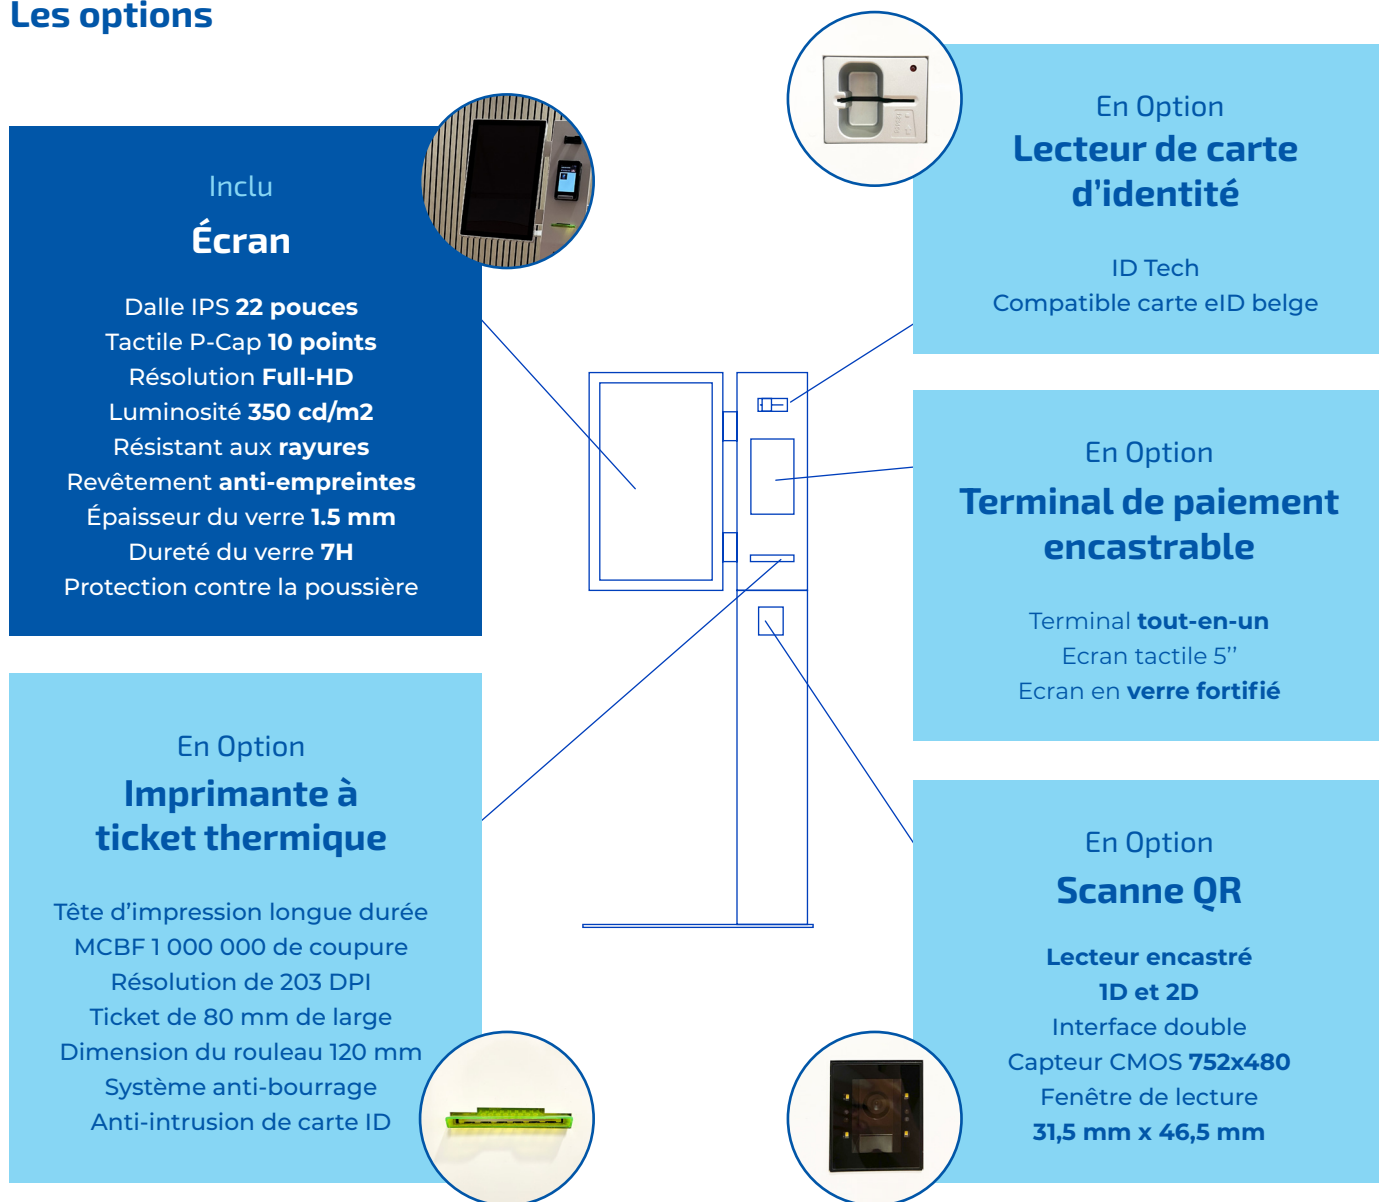 Les options
Inclu
Écran
Dalle IPS 22 pouces
Tactile P-Cap 10 points
Résolution Full-HD
Luminosité 350 cd/m2
Résistant aux rayures
Revêtement anti-empreintes
Épaisseur du verre 1.5 mm
Dureté du verre 7H
Protection contre la poussière
En Option
Imprimante à
ticket thermique
Tête d’impression longue durée
MCBF 1 000 000 de coupure
Résolution de 203 DPI
Ticket de 80 mm de large
Dimension du rouleau 120 mm
Système anti-bourrage
Anti-intrusion de carte ID
En Option
Lecteur de carte
d’identité
ID Tech
Compatible carte eID belge
En Option
Terminal de paiement
encastrable
Terminal tout-en-un
Ecran tactile 5’’
Ecran en verre fortifié
En Option
Scanne QR
Lecteur encastré
1D et 2D
Interface double
Capteur CMOS 752x480
Fenêtre de lecture
31,5 mm x 46,5 mm